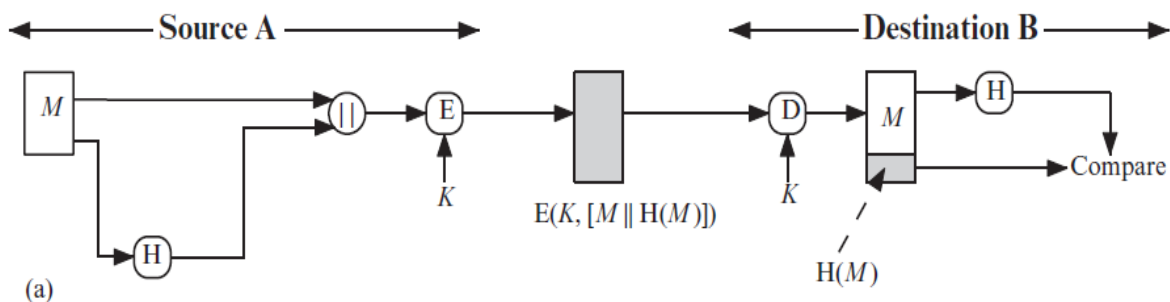 Source A
Destination B
M
||
E
D
M
H
K
K
Compare
E(K, [M || H(M)])
H
H(M)
(a)